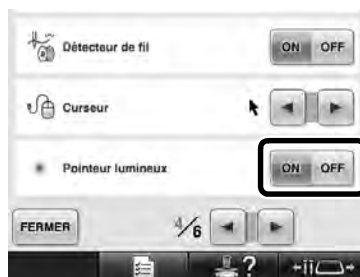 Détecteur de fil ON OFF
Curseur
Pointeur lumineux ON OFF
FERMER 4/6
?